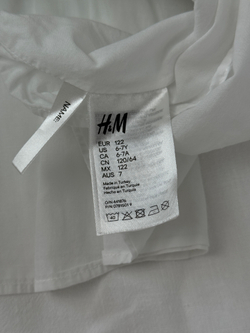 NAME:
H&M
EUR 122
US 6-7Y
CA 6-7A
CN 120/64
MX 122
AUS 7
Made in Turkey
Fabriqué en Turquie
Hecho en Turquía